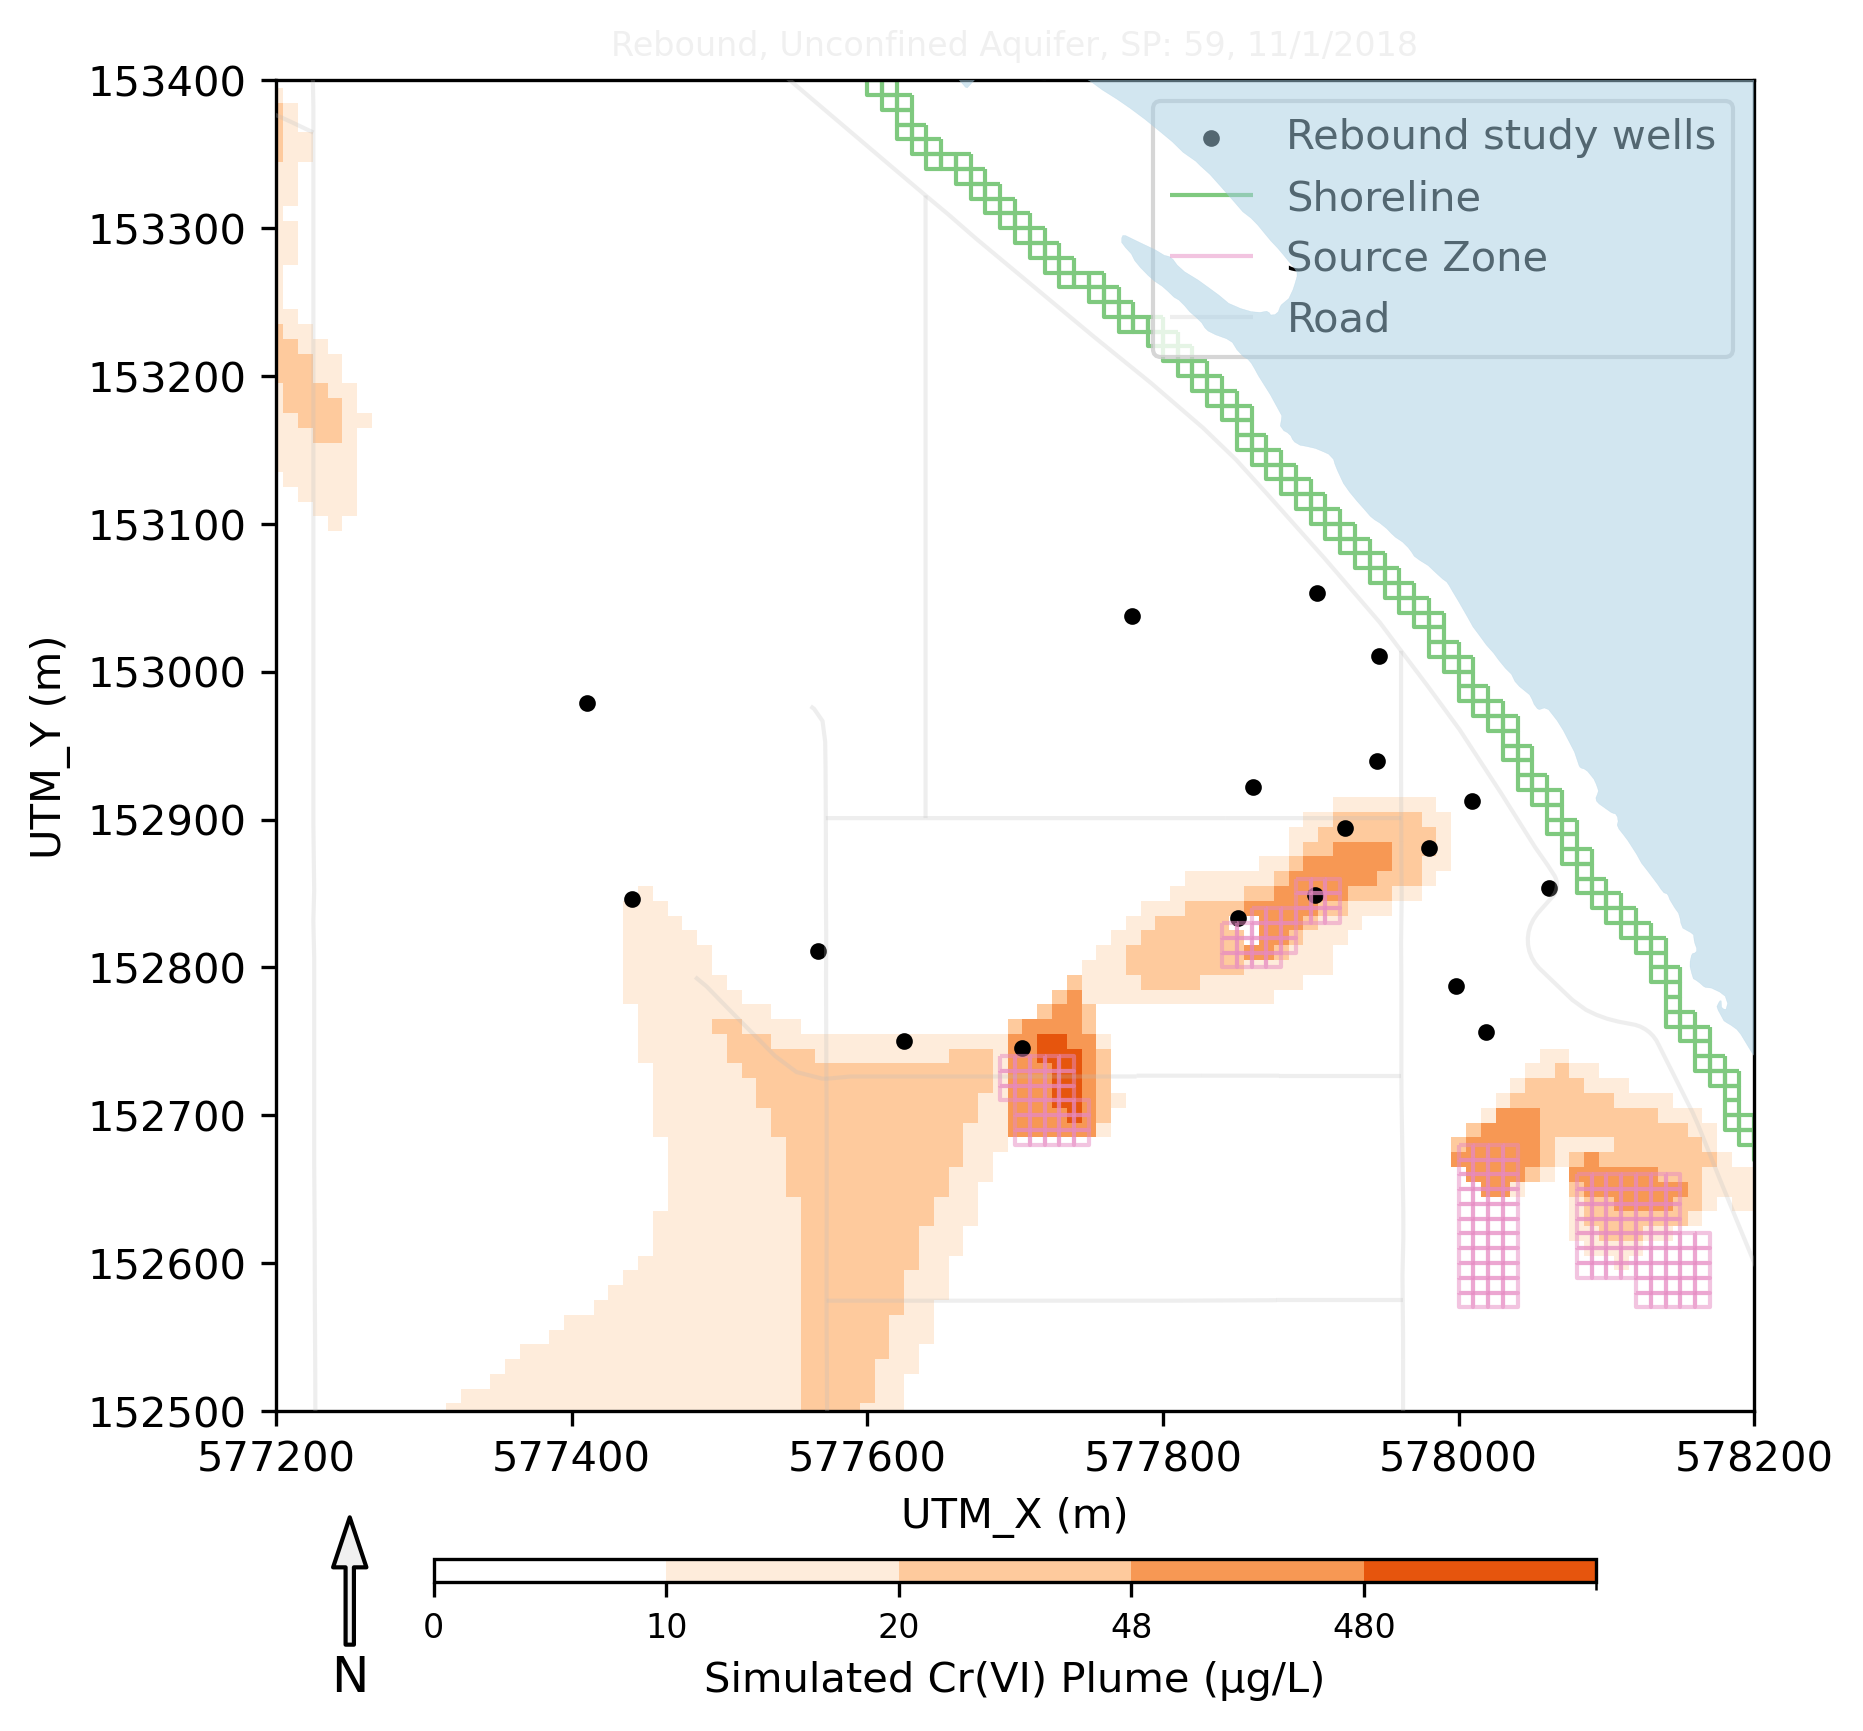 Rebound, Unconfined Aquifer, SP: 59, 11/1/2018
153400
153300
153200
153100
153000
152900
152800
152700
152600
152500
UTM_Y (m)
Rebound study wells
Shoreline
Source Zone
Road
577200 577400 577600 577800 578000 578200
UTM_X (m)
N
0 10 20 48 480
Simulated Cr(VI) Plume (μg/L)